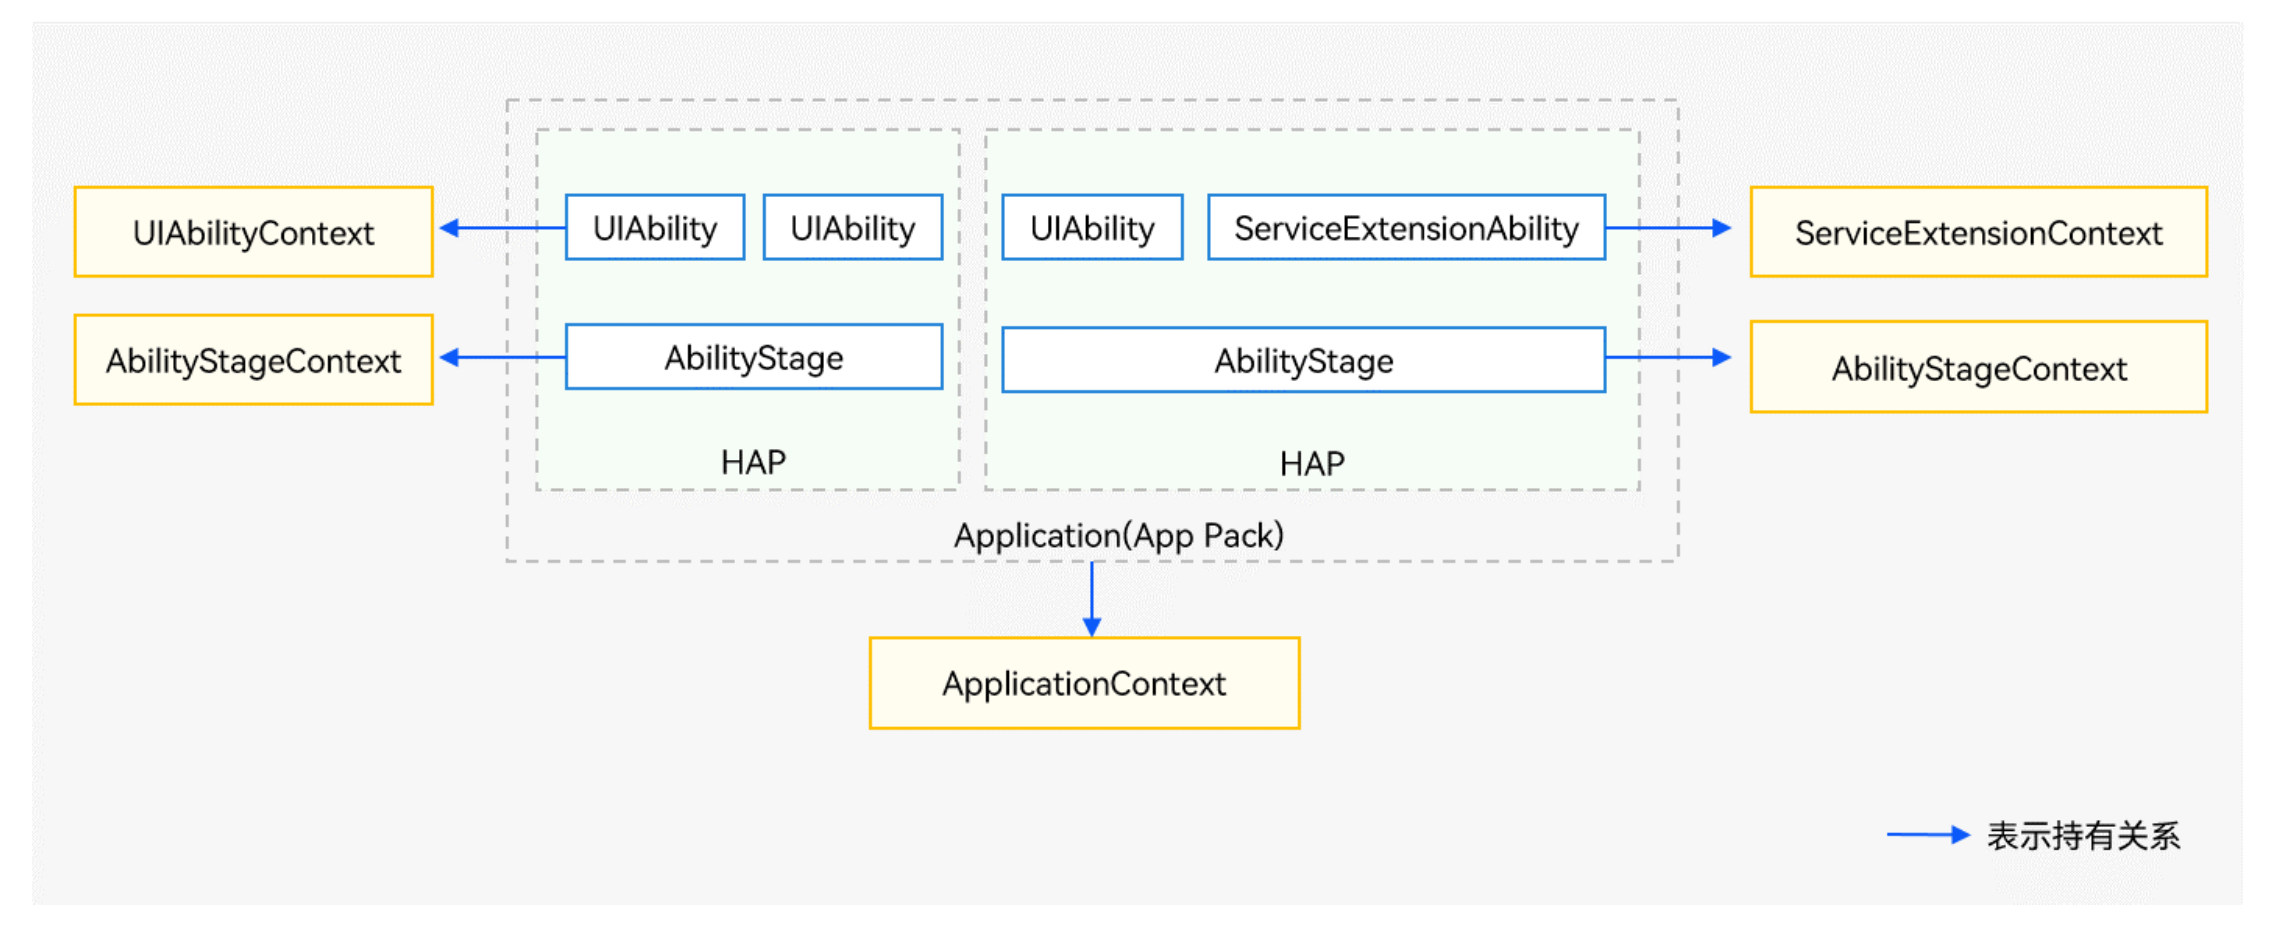 UIAbilityContext
UIAbility
UIAbility
UIAbility
ServiceExtensionAbility
ServiceExtensionContext
AbilityStageContext
AbilityStage
AbilityStage
AbilityStageContext
HAP
HAP
Application(App Pack)
ApplicationContext
表示持有关系